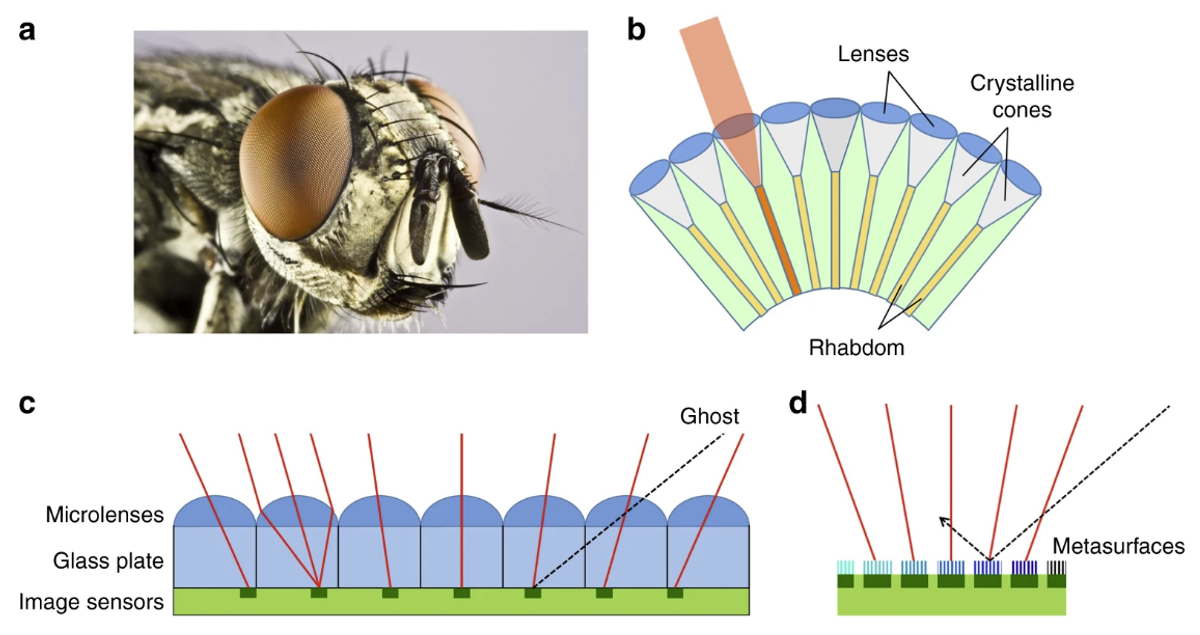 a
b
Lenses
Crystalline
cones
Rhabdom
c
Ghost
Microlenses
Glass plate
Image sensors
d
Metasurfaces